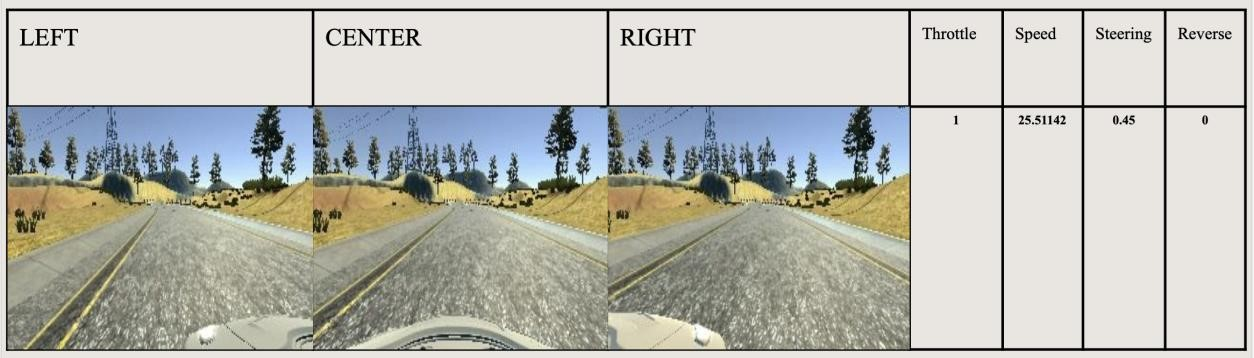 LEFT CENTER RIGHT Throttle Speed Steering Reverse
1 25.51142 0.45 0